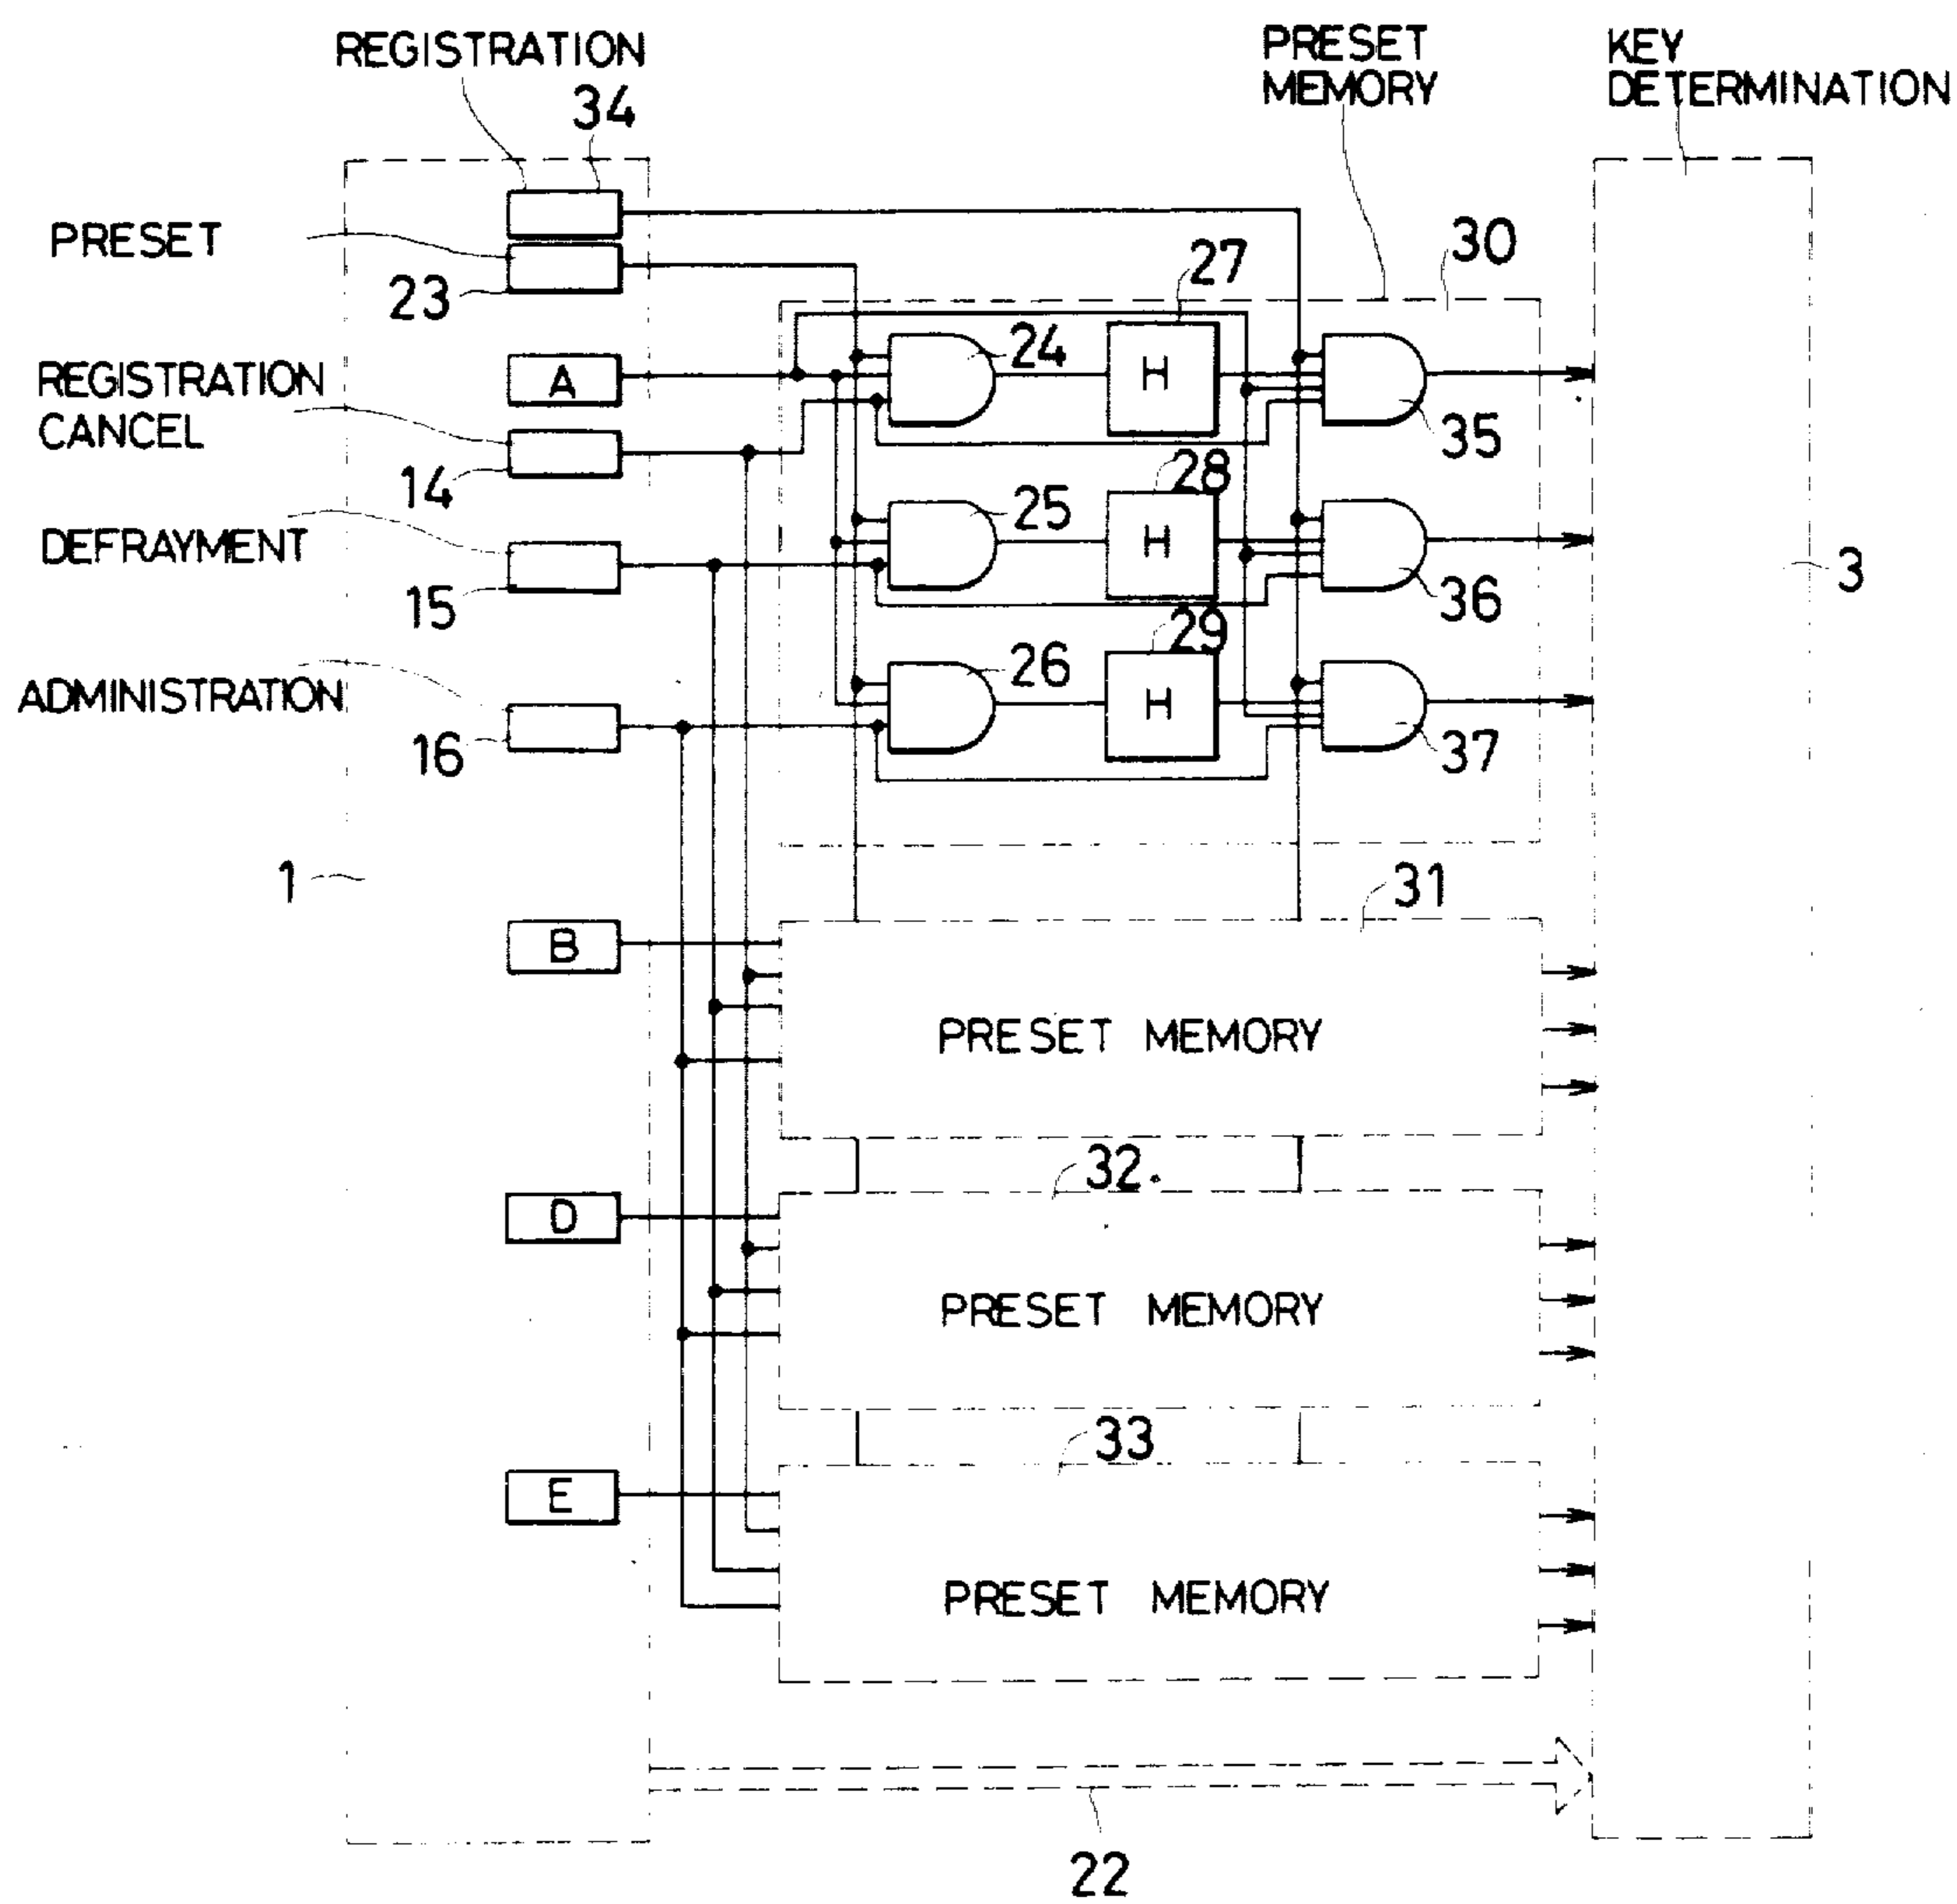 REGISTRATION
34
PRESET
MEMORY
KEY
DETERMINATION
PRESET
23
27
30
REGISTRATION
CANCEL
A
24
H
35
14
28
DEFRAYMENT
15
25
H
36
3
29
ADMINISTRATION
16
26
H
37
1
31
B
PRESET MEMORY
32
D
PRESET MEMORY
33
E
PRESET MEMORY
22